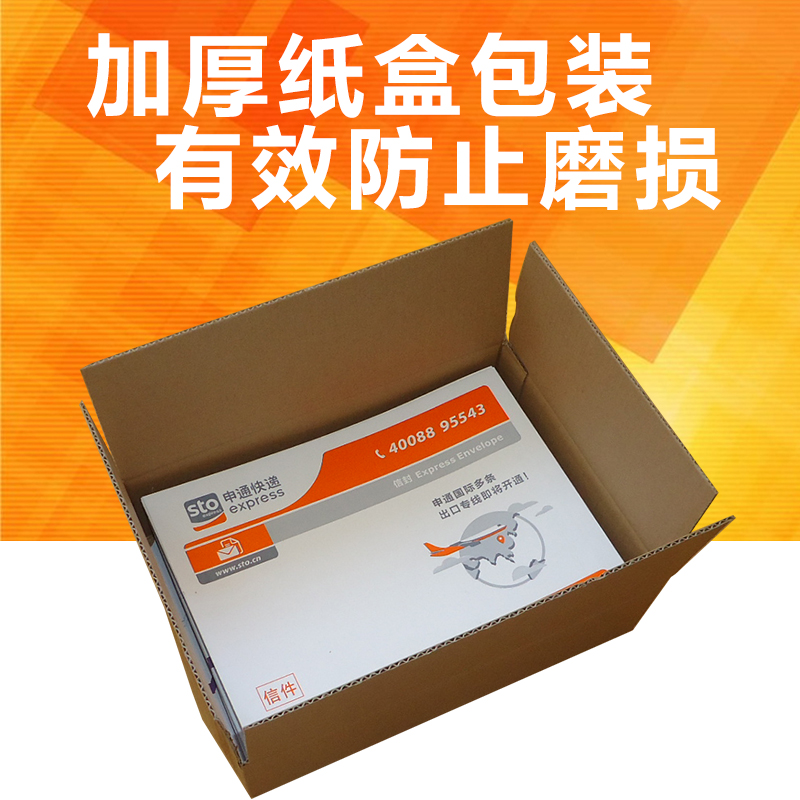 加厚纸盒包装
有效防止磨损
40088 95543
信封 Express Envelope
sto
express
申通快递
express
www.sto.cn
申通国际多条
出口专线即将开通!
信件